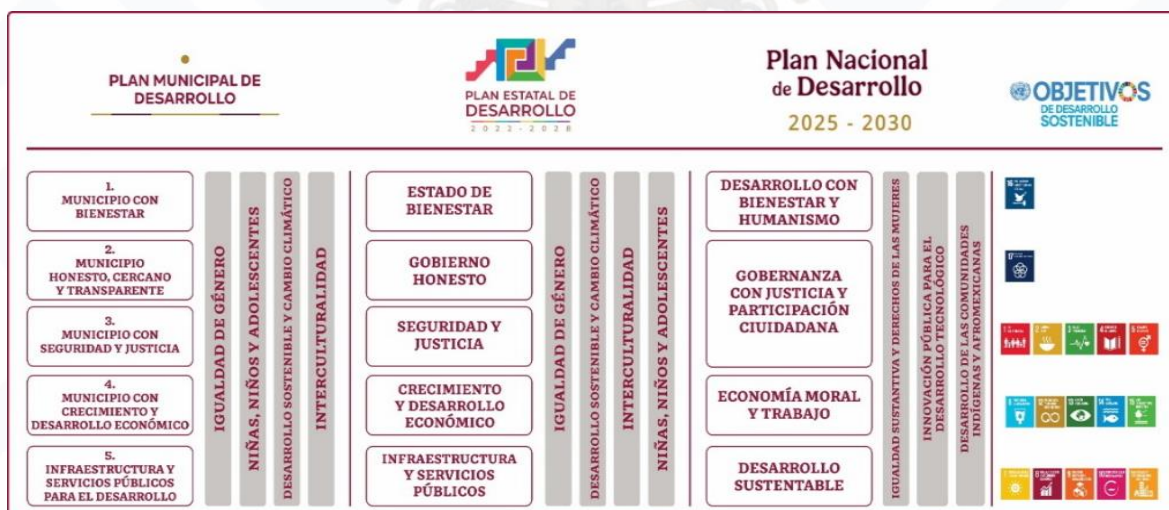 PLAN MUNICIPAL DE
DESARROLLO
PLAN ESTATAL DE
DESARROLLO
2022-2028
Plan Nacional
de Desarrollo
2025 - 2030
OBJETIVOS
DE DESARROLLO
SOSTENIBLE
1.
MUNICIPIO CON
BIENESTAR
2.
MUNICIPIO
HONESTO, CERCANO
Y TRANSPARENTE
3.
MUNICIPIO CON
SEGURIDAD Y JUSTICIA
4.
MUNICIPIO CON
CRECIMIENTO Y
DESARROLLO ECONÓMICO
5.
INFRAESTRUCTURA Y
SERVICIOS PÚBLICOS
PARA EL DESARROLLO
IGUALDAD DE GÉNERO
NIÑAS, NIÑOS Y ADOLESCENTES
DESARROLLO SOSTENIBLE Y CAMBIO CLIMÁTICO
INTERCULTURALIDAD
ESTADO DE
BIENESTAR
GOBIERNO
HONESTO
SEGURIDAD Y
JUSTICIA
CRECIMIENTO
Y DESARROLLO
ECONÓMICO
INFRAESTRUCTURA
Y SERVICIOS
PÚBLICOS
IGUALDAD DE GÉNERO
DESARROLLO SOSTENIBLE Y CAMBIO CLIMÁTICO
INTERCULTURALIDAD
NIÑAS, NIÑOS Y ADOLESCENTES
DESARROLLO CON
BIENESTAR Y
HUMANISMO
GOBERNANZA
CON JUSTICIA Y
PARTICIPACIÓN
CIUIDADANA
ECONOMÍA MORAL
Y TRABAJO
DESARROLLO
SUSTENTABLE
IGUALDAD SUSTANTIVA Y DERECHOS DE LAS MUJERES
INNOVACIÓN PÚBLICA PARA EL
DESARROLLO TECNOLÓGICO
DESARROLLO DE LAS COMUNIDADES
INDÍGENAS Y AFROMEXICANAS